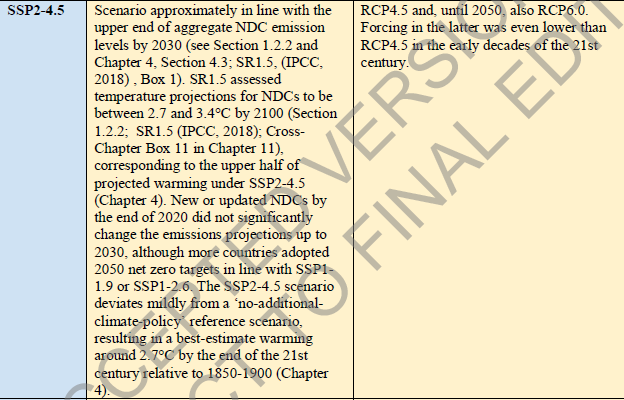 SSP2-4.5
Scenario approximately in line with the
upper end of aggregate NDC emission
levels by 2030 (see Section 1.2.2 and
Chapter 4, Section 4.3; SR1.5, (IPCC,
2018) , Box 1). SR1.5 assessed
temperature projections for NDCs to be
between 2.7 and 3.4°C by 2100 (Section
1.2.2;  SR1.5 (IPCC, 2018); Cross-
Chapter Box 11 in Chapter 11),
corresponding to the upper half of
projected warming under SSP2-4.5
(Chapter 4). New or updated NDCs by
the end of 2020 did not significantly
change the emissions projections up to
2030, although more countries adopted
2050 net zero targets in line with SSP1-
1.9 or SSP1-2.6. The SSP2-4.5 scenario
deviates mildly from a ‘no-additional-
climate-policy’ reference scenario,
resulting in a best-estimate warming
around 2.7°C by the end of the 21st
century relative to 1850-1900 (Chapter
4).
RCP4.5 and, until 2050, also RCP6.0.
Forcing in the latter was even lower than
RCP4.5 in the early decades of the 21st
century.
CCEPTED VERSION
CT TO FINAL EDIT